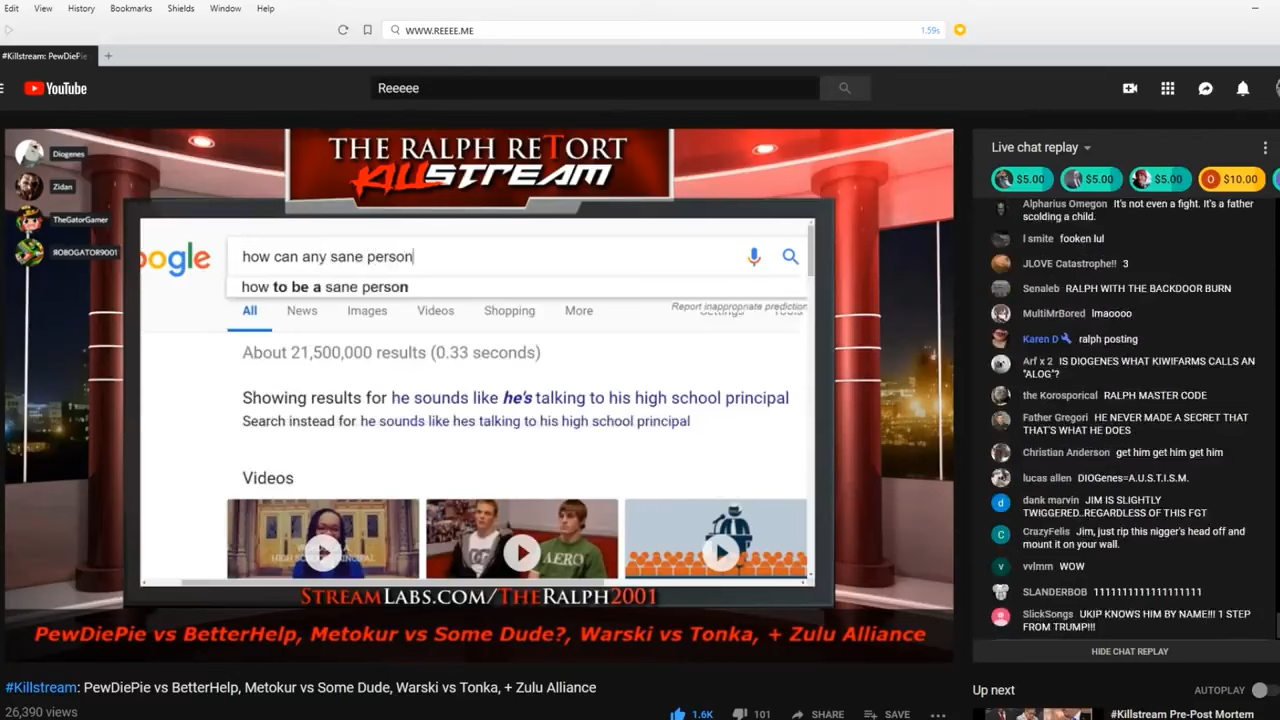 Edit View History Bookmarks Shields Window Help
WWW.REEEE.ME 1.59s
#Killstream: PewDiePie
YouTube Reeeee
THE RALPH RETORT
KILLSTREAM
Diogenes
Zidan
TheGatorGamer
ROBOGATOR9001
oogle how can any sane person
how to be a sane person
Report inappropriate predictions
All News Images Videos Shopping More Settings Tools
About 21,500,000 results (0.33 seconds)
Showing results for he sounds like he's talking to his high school principal
Search instead for he sounds like hes talking to his high school principal
Videos
HIGH SCHOOL PRINCIPAL
AERO
STREAMLABS.COM/THERALPH2001
PewDiePie vs BetterHelp, Metokur vs Some Dude?, Warski vs Tonka, + Zulu Alliance
#Killstream: PewDiePie vs BetterHelp, Metokur vs Some Dude, Warski vs Tonka, + Zulu Alliance
26,390 views
1.6K 101 SHARE SAVE
Live chat replay
$5.00 $5.00 $5.00 O $10.00
Alpharius Omegon It's not even a fight. It's a father
scolding a child.
I smite fooken lul
JLOVE Catastrophe!! 3
Senaleb RALPH WITH THE BACKDOOR BURN
MultiMrBored lmaoooo
Karen D ralph posting
Arf x 2 IS DIOGENES WHAT KIWIFARMS CALLS AN
"ALOG"?
the Korosporical RALPH MASTER CODE
Father Gregori HE NEVER MADE A SECRET THAT
THAT'S WHAT HE DOES
Christian Anderson get him get him get him
lucas allen DIOGenes=A.U.S.T.I.S.M.
d dank marvin JIM IS SLIGHTLY
TWIGGERED..REGARDLESS OF THIS FGT
C CrazyFelis Jim, just rip this nigger's head off and
mount it on your wall.
v vvlmm WOW
SLANDERBOB 1111111111111111111
SlickSongs UKIP KNOWS HIM BY NAME!!! 1 STEP
FROM TRUMP!!!
HIDE CHAT REPLAY
Up next AUTOPLAY
#Killstream Pre-Post Mortem